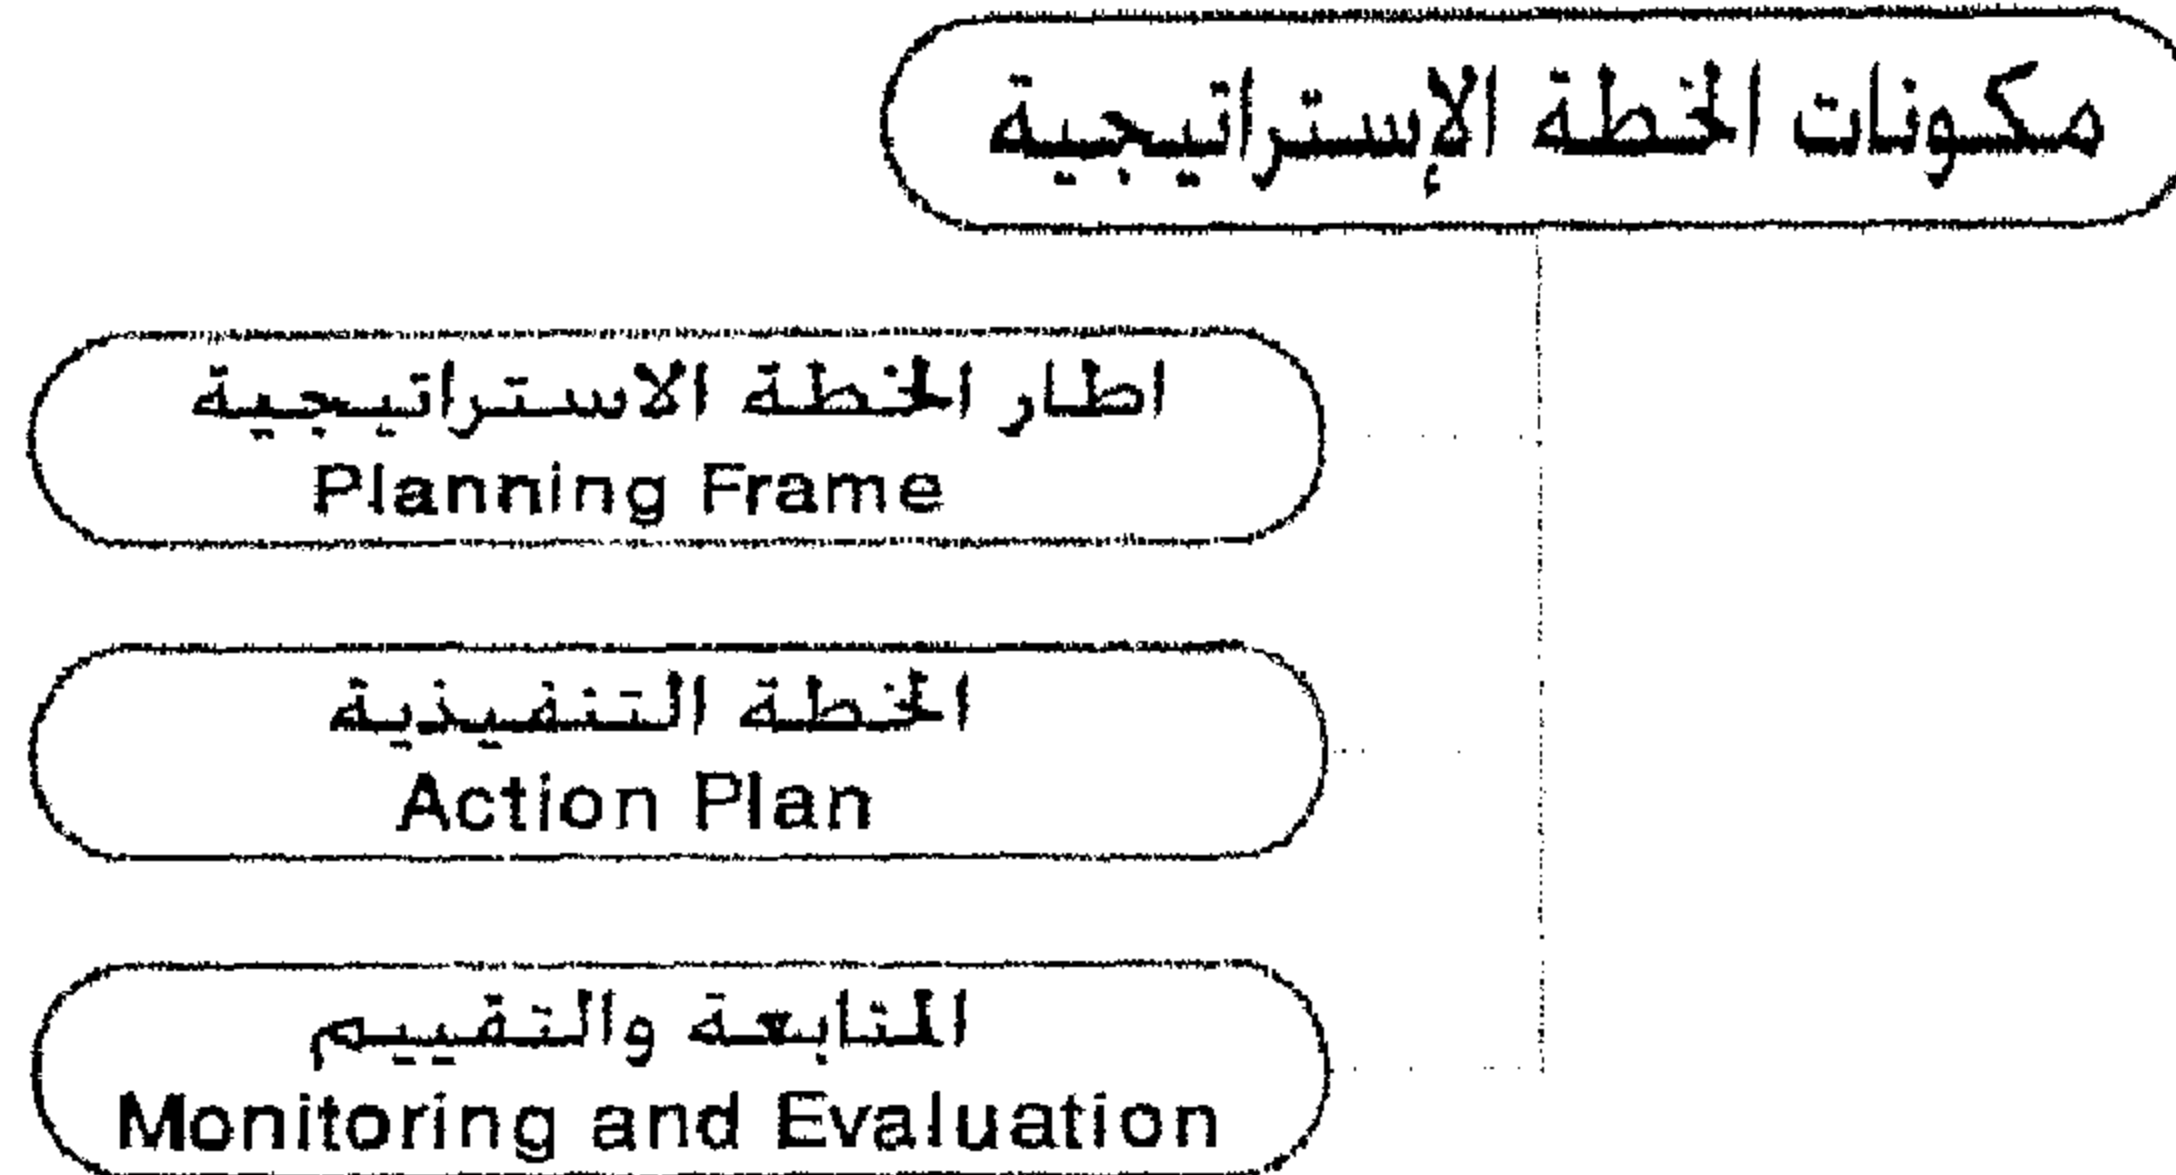 مكونات الخطة الإستراتيجية
اطار الخطة الاستراتيجية
Planning Frame
الخطة التنفيذية
Action Plan
المتابعة والتقييم
Monitoring and Evaluation